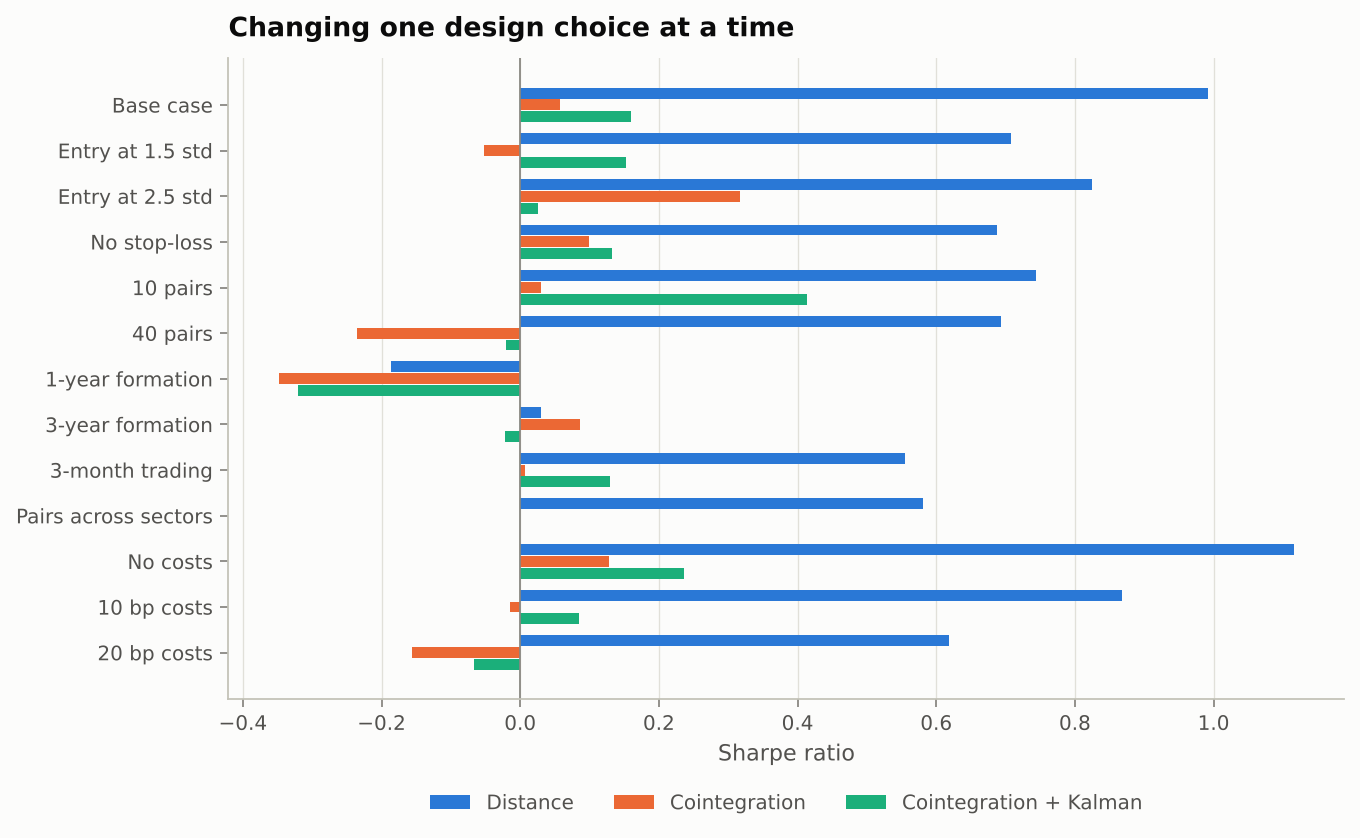 Changing one design choice at a time
Base case
Entry at 1.5 std
Entry at 2.5 std
No stop-loss
10 pairs
40 pairs
1-year formation
3-year formation
3-month trading
Pairs across sectors
No costs
10 bp costs
20 bp costs
−0.4 −0.2 0.0 0.2 0.4 0.6 0.8 1.0
Sharpe ratio
Distance Cointegration Cointegration + Kalman